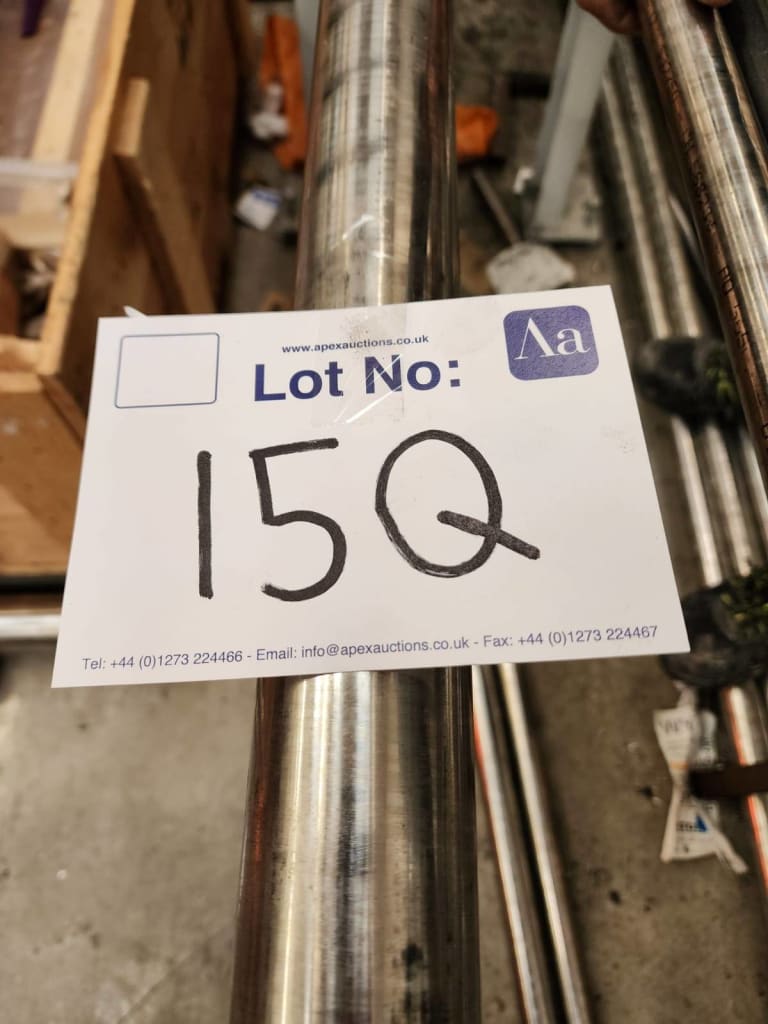 www.apexauctions.co.uk
Lot No:
Aa
15Q
Tel: +44 (0)1273 224466 - Email: info@apexauctions.co.uk - Fax: +44 (0)1273 224467